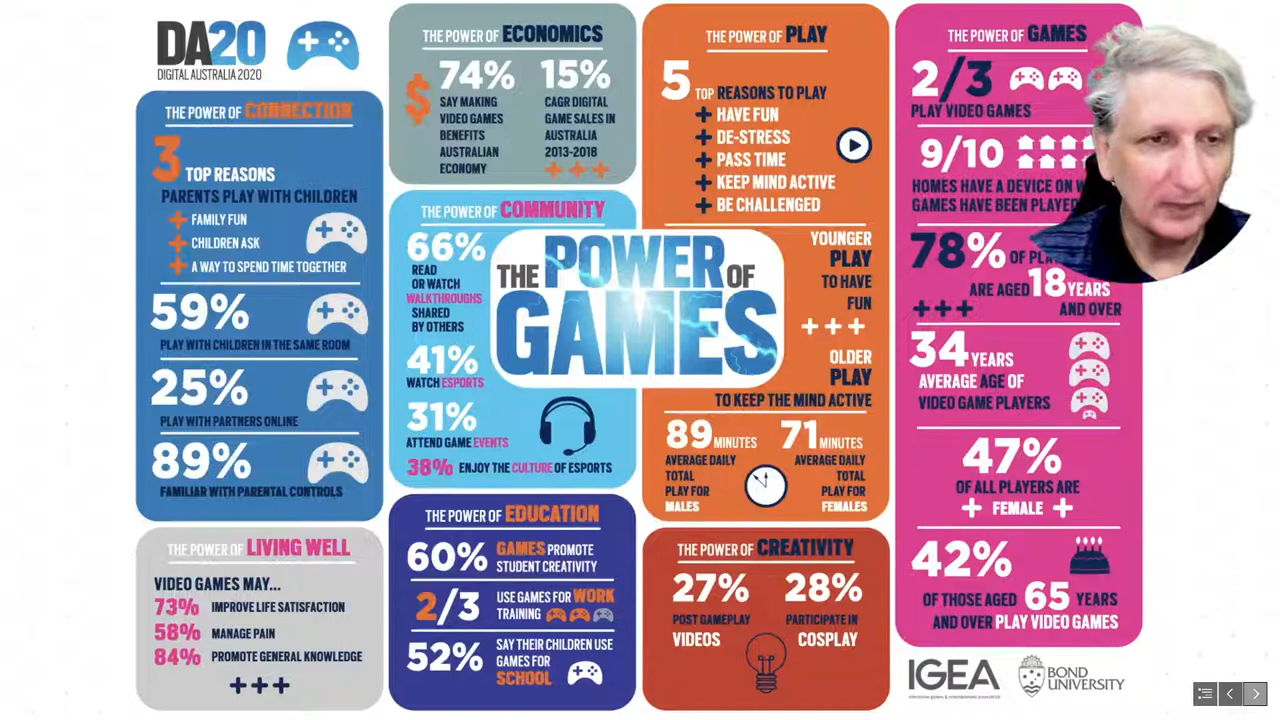 DA20
DIGITAL AUSTRALIA 2020
THE POWER OF CONNECTION
3 TOP REASONS
PARENTS PLAY WITH CHILDREN
+ FAMILY FUN
+ CHILDREN ASK
+ A WAY TO SPEND TIME TOGETHER
59%
PLAY WITH CHILDREN IN THE SAME ROOM
25%
PLAY WITH PARTNERS ONLINE
89%
FAMILIAR WITH PARENTAL CONTROLS
THE POWER OF LIVING WELL
VIDEO GAMES MAY...
73% IMPROVE LIFE SATISFACTION
58% MANAGE PAIN
84% PROMOTE GENERAL KNOWLEDGE
+++
THE POWER OF ECONOMICS
$
74%
SAY MAKING
VIDEO GAMES
BENEFITS
AUSTRALIAN
ECONOMY
15%
CAGR DIGITAL
GAME SALES IN
AUSTRALIA
2013-2018
+++
THE POWER OF COMMUNITY
66%
READ
OR WATCH
WALKTHROUGHS
SHARED
BY OTHERS
41%
WATCH ESPORTS
31%
ATTEND GAME EVENTS
38% ENJOY THE CULTURE OF ESPORTS
THE POWER OF
GAMES
THE POWER OF EDUCATION
60% GAMES PROMOTE
STUDENT CREATIVITY
2/3 USE GAMES FOR WORK
TRAINING
52% SAY THEIR CHILDREN USE
GAMES FOR
SCHOOL
THE POWER OF PLAY
5 TOP REASONS TO PLAY
+ HAVE FUN
+ DE-STRESS
+ PASS TIME
+ KEEP MIND ACTIVE
+ BE CHALLENGED
YOUNGER
PLAY
TO HAVE
FUN
+++
OLDER
PLAY
TO KEEP THE MIND ACTIVE
89 MINUTES
AVERAGE DAILY
TOTAL
PLAY FOR
MALES
71 MINUTES
AVERAGE DAILY
TOTAL
PLAY FOR
FEMALES
THE POWER OF CREATIVITY
27%
POST GAMEPLAY
VIDEOS
28%
PARTICIPATE IN
COSPLAY
THE POWER OF GAMES
2/3
PLAY VIDEO GAMES
9/10
HOMES HAVE A DEVICE ON
GAMES HAVE BEEN PLAYED
78% OF
ARE AGED 18 YEARS
+++ AND OVER
34 YEARS
AVERAGE AGE OF
VIDEO GAME PLAYERS
47%
OF ALL PLAYERS ARE
+ FEMALE +
42%
OF THOSE AGED 65 YEARS
AND OVER PLAY VIDEO GAMES
IGEA
BOND
UNIVERSITY